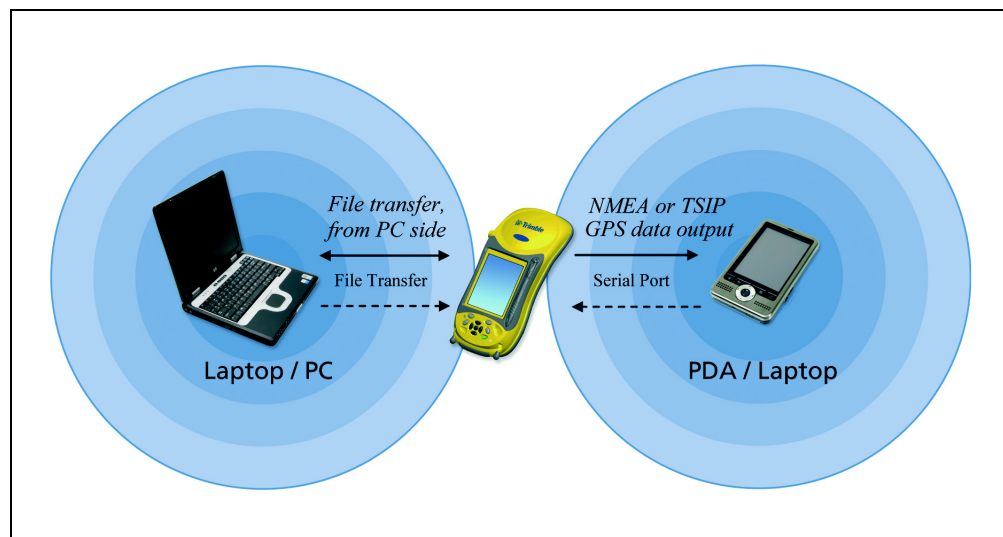 File transfer,
from PC side
File Transfer
Laptop / PC
Trimble
NMEA or TSIP
GPS data output
Serial Port
PDA / Laptop